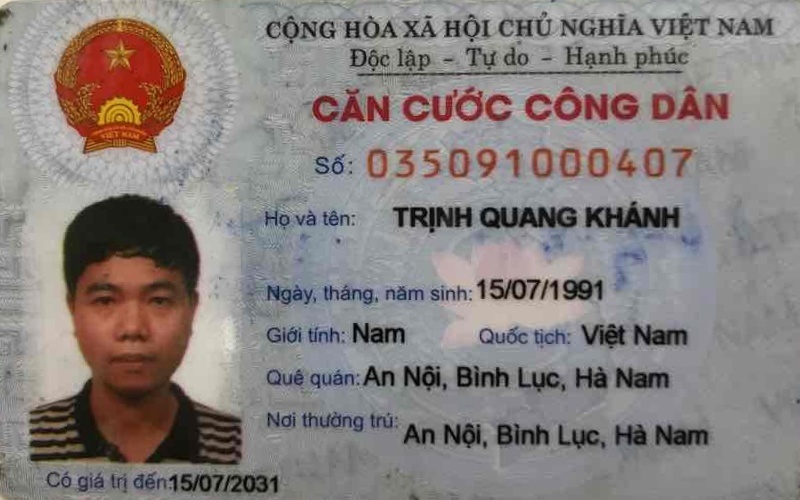 CỘNG HÒA XÃ HỘI CHỦ NGHĨA VIỆT NAM
Độc lập - Tự do - Hạnh phúc
CĂN CƯỚC CÔNG DÂN
Số: 035091000407
Họ và tên: TRỊNH QUANG KHÁNH
Ngày, tháng, năm sinh: 15/07/1991
Giới tính: Nam Quốc tịch: Việt Nam
Quê quán: An Nội, Bình Lục, Hà Nam
Nơi thường trú: An Nội, Bình Lục, Hà Nam
Có giá trị đến: 15/07/2031